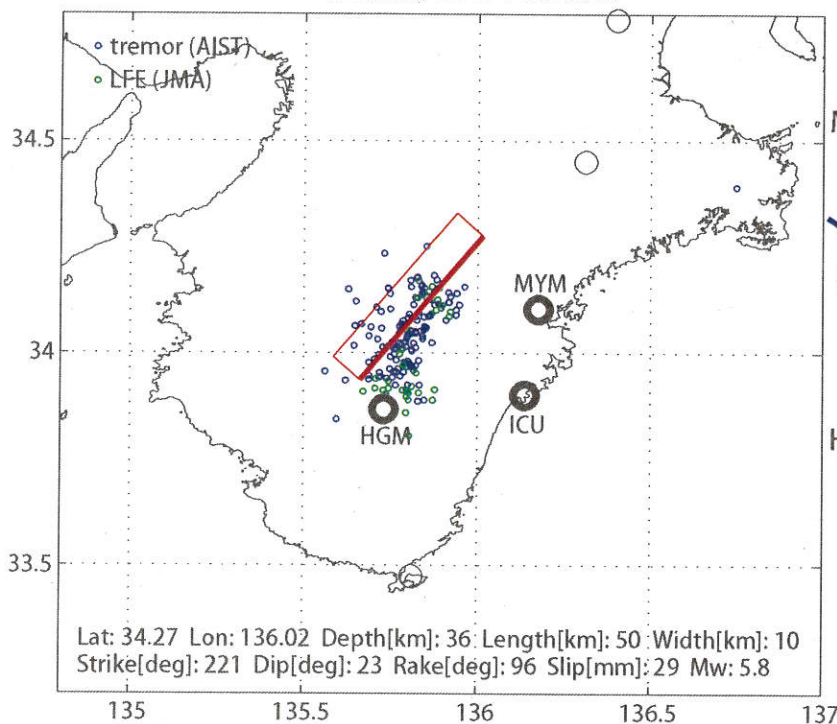 tremor (AIST)
LFE (JMA)
34.5
MYM
34
ICU
HGM
33.5
Lat: 34.27 Lon: 136.02 Depth[km]: 36 Length[km]: 50 Width[km]: 10
Strike[deg]: 221 Dip[deg]: 23 Rake[deg]: 96 Slip[mm]: 29 Mw: 5.8
135
135.5
136
136.5
137